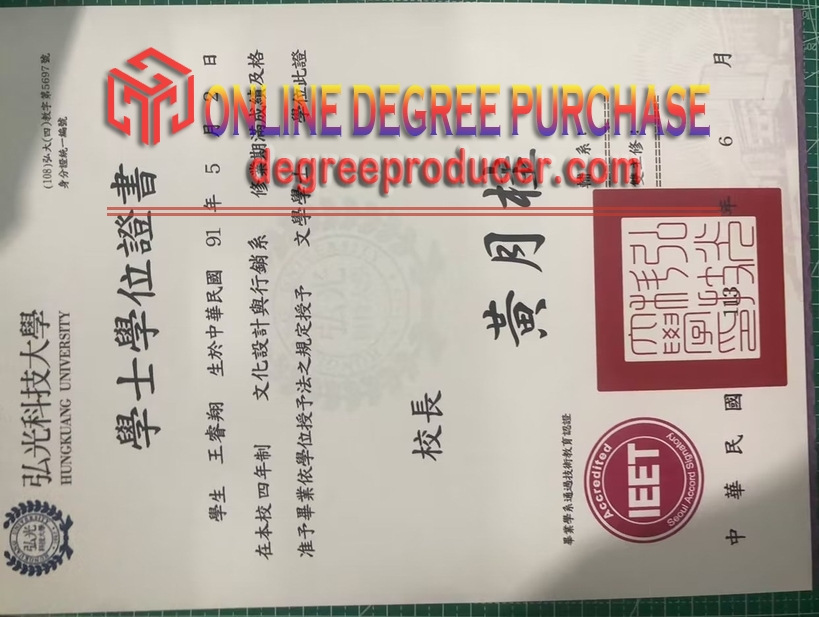 ONLINE DEGREE PURCHASE
degreeproducer.com
弘光科技大學
HUNGKUANG UNIVERSITY
(108)弘大(四)教字第5697號
身分證統一編號
學士學位證書
學生 王睿翔 生於中華民國 91 年 5 月 2 日
在本校四年制 文化設計與行銷系 修業期滿成績及格
准予畢業依學位授予法之規定授予 文學學士 學位此證
校長 黃月桂
畢業學系通過技術教育認證
Accredited
IEET
Seoul Accord Signatory
中華民國 113 年 6 月